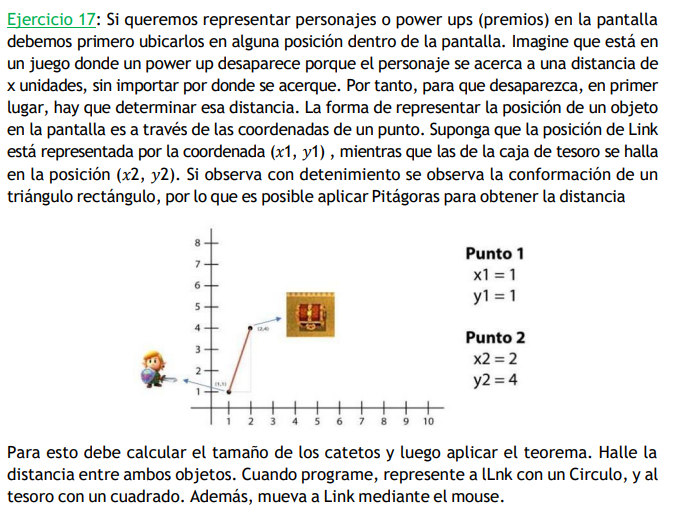 Ejercicio 17: Si queremos representar personajes o power ups (premios) en la pantalla
debemos primero ubicarlos en alguna posición dentro de la pantalla. Imagine que está en
un juego donde un power up desaparece porque el personaje se acerca a una distancia de
x unidades, sin importar por donde se acerque. Por tanto, para que desaparezca, en primer
lugar, hay que determinar esa distancia. La forma de representar la posición de un objeto
en la pantalla es a través de las coordenadas de un punto. Suponga que la posición de Link
está representada por la coordenada (x1, y1) , mientras que las de la caja de tesoro se halla
en la posición (x2, y2). Si observa con detenimiento se observa la conformación de un
triángulo rectángulo, por lo que es posible aplicar Pitágoras para obtener la distancia
8
7
6
5
4
3
2
1
(2,4)
(1,1)
1 2 3 4 5 6 7 8 9 10
Punto 1
x1 = 1
y1 = 1
Punto 2
x2 = 2
y2 = 4
Para esto debe calcular el tamaño de los catetos y luego aplicar el teorema. Halle la
distancia entre ambos objetos. Cuando programe, represente a lLnk con un Circulo, y al
tesoro con un cuadrado. Además, mueva a Link mediante el mouse.